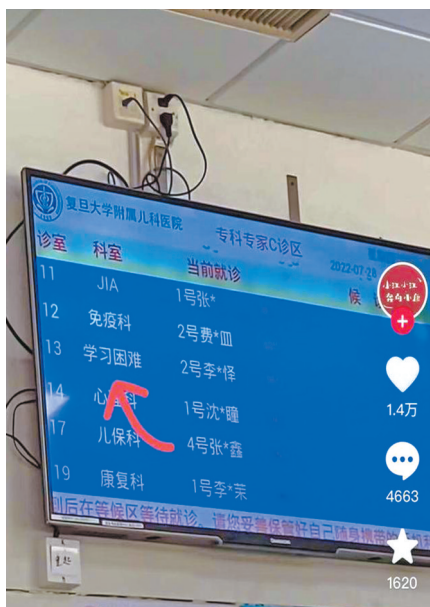 复旦大学附属儿科医院
专科专家C诊区
2022-07-28
诊室 科室 当前就诊 候
11 JIA 1号张*
12 免疫科 2号费*皿
13 学习困难 2号李*怿
14 心理科 1号沈*瞳
17 儿保科 4号张*鑫
19 康复科 1号李*荣
到后在等候区等待就诊。请您妥善保管好自己随身携带的
1.4万
4663
1620